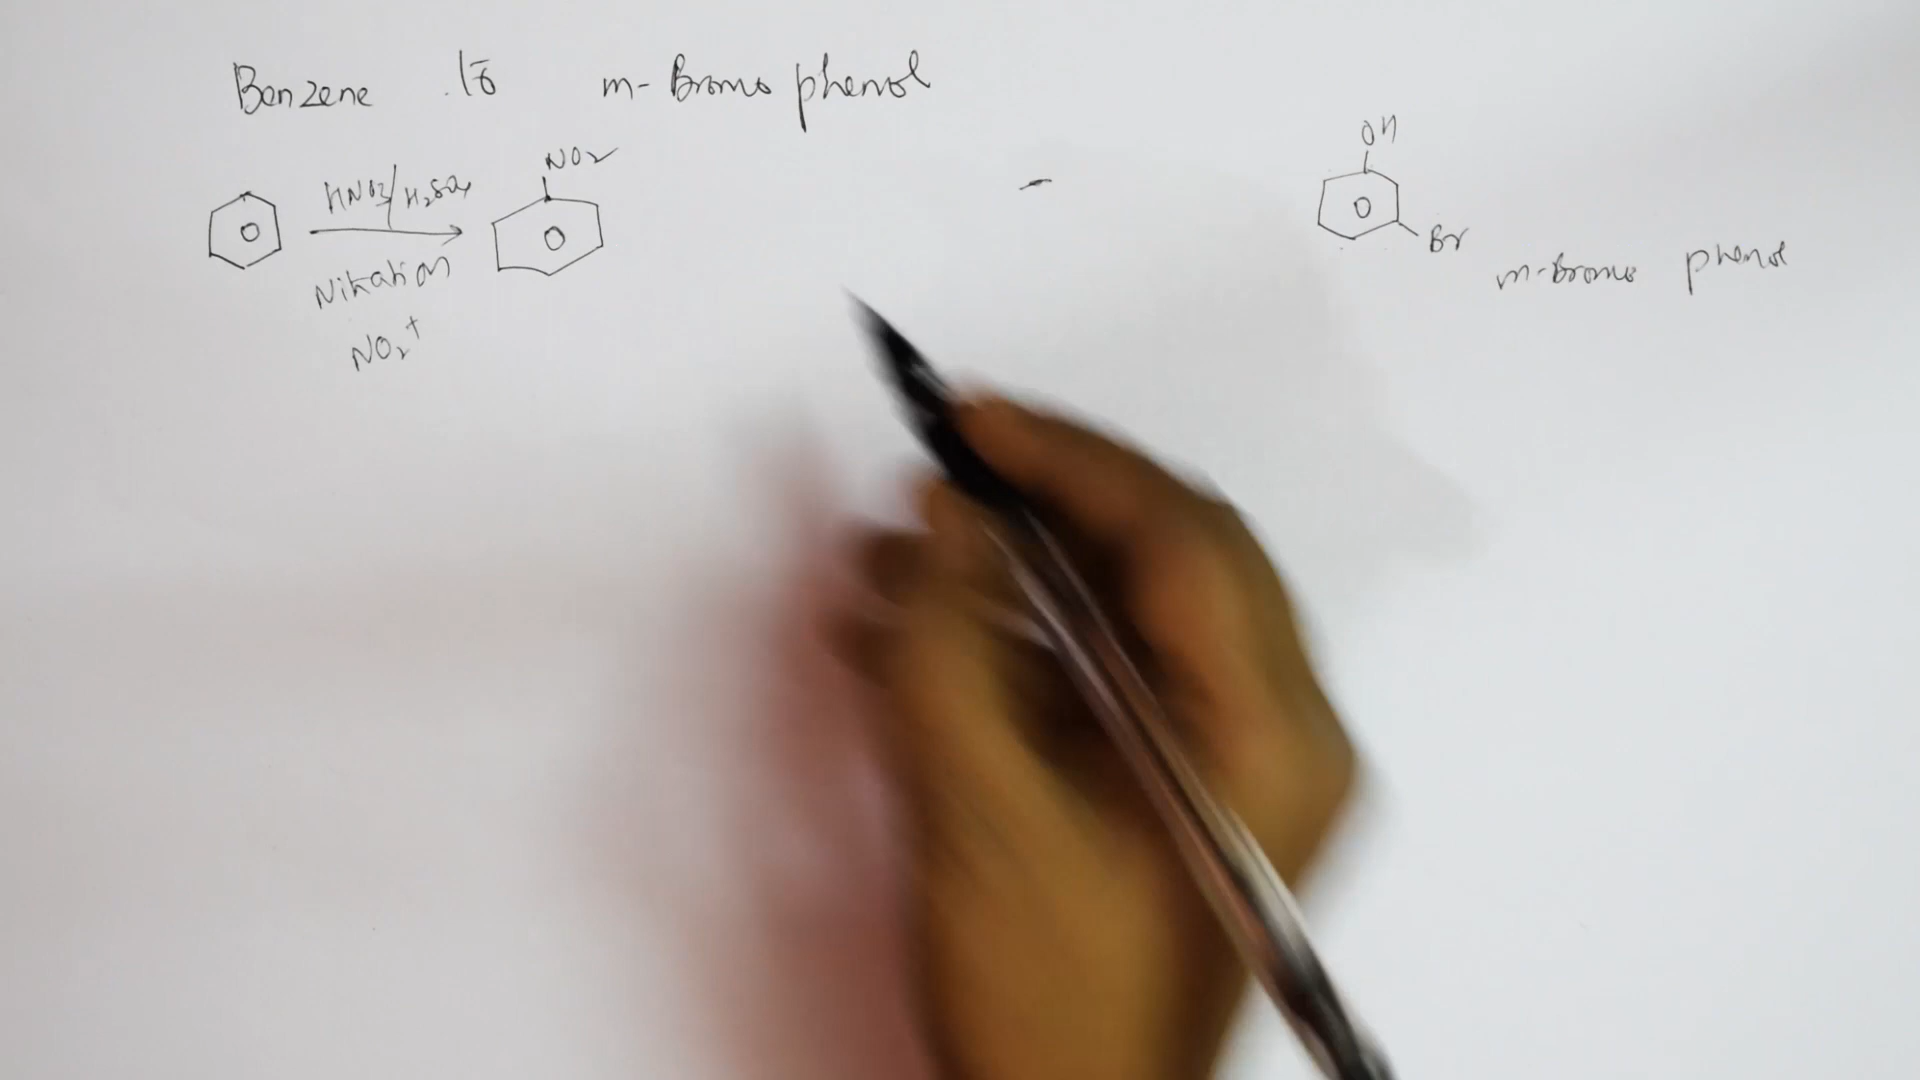 Benzene to m-Bromo phenol
OH
NO2
HNO3/H2SO4
Br
Nitration
m-Bromo phenol
NO2+